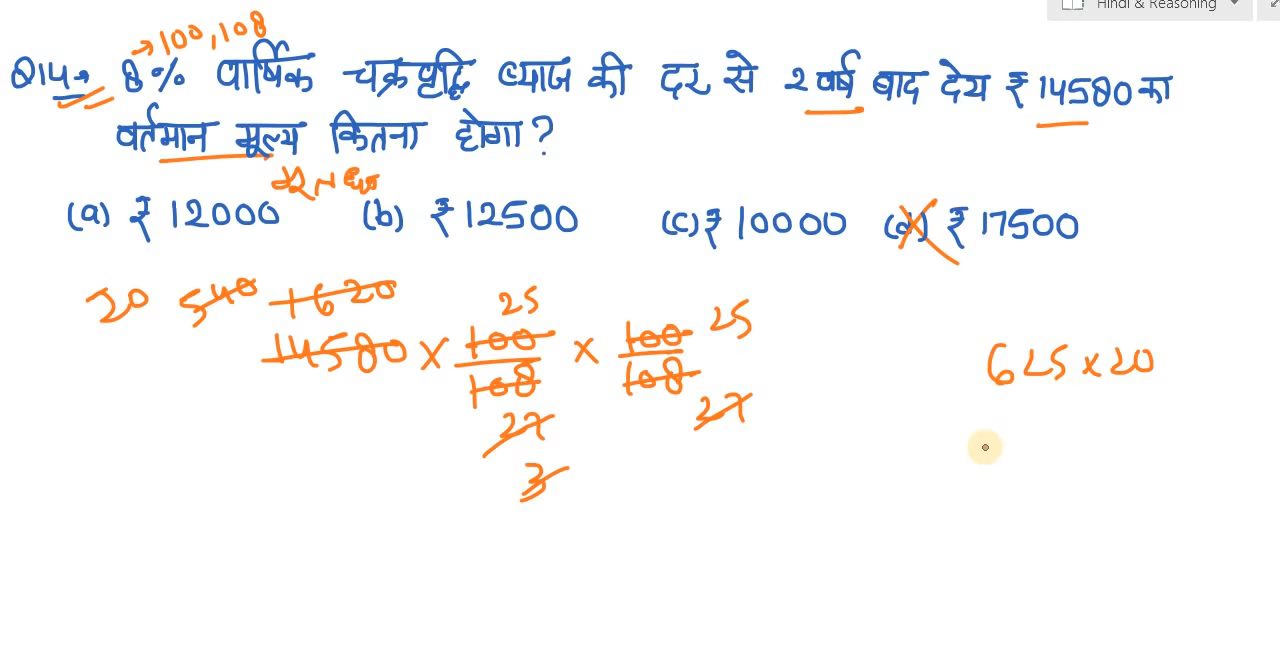 Hindi & Reasoning
→100,108
Q14→ 8% वार्षिक चक्रवृद्धि ब्याज की दर से 2 वर्ष बाद देय ₹14580 का
वर्तमान मूल्य कितना होगा?
(a) ₹ 12000 (b) ₹ 12500 (c) ₹ 10000 (d) ₹ 17500
20 540 1620 25
14580 × 100/108 × 100/108 25
625×20
27 27
3